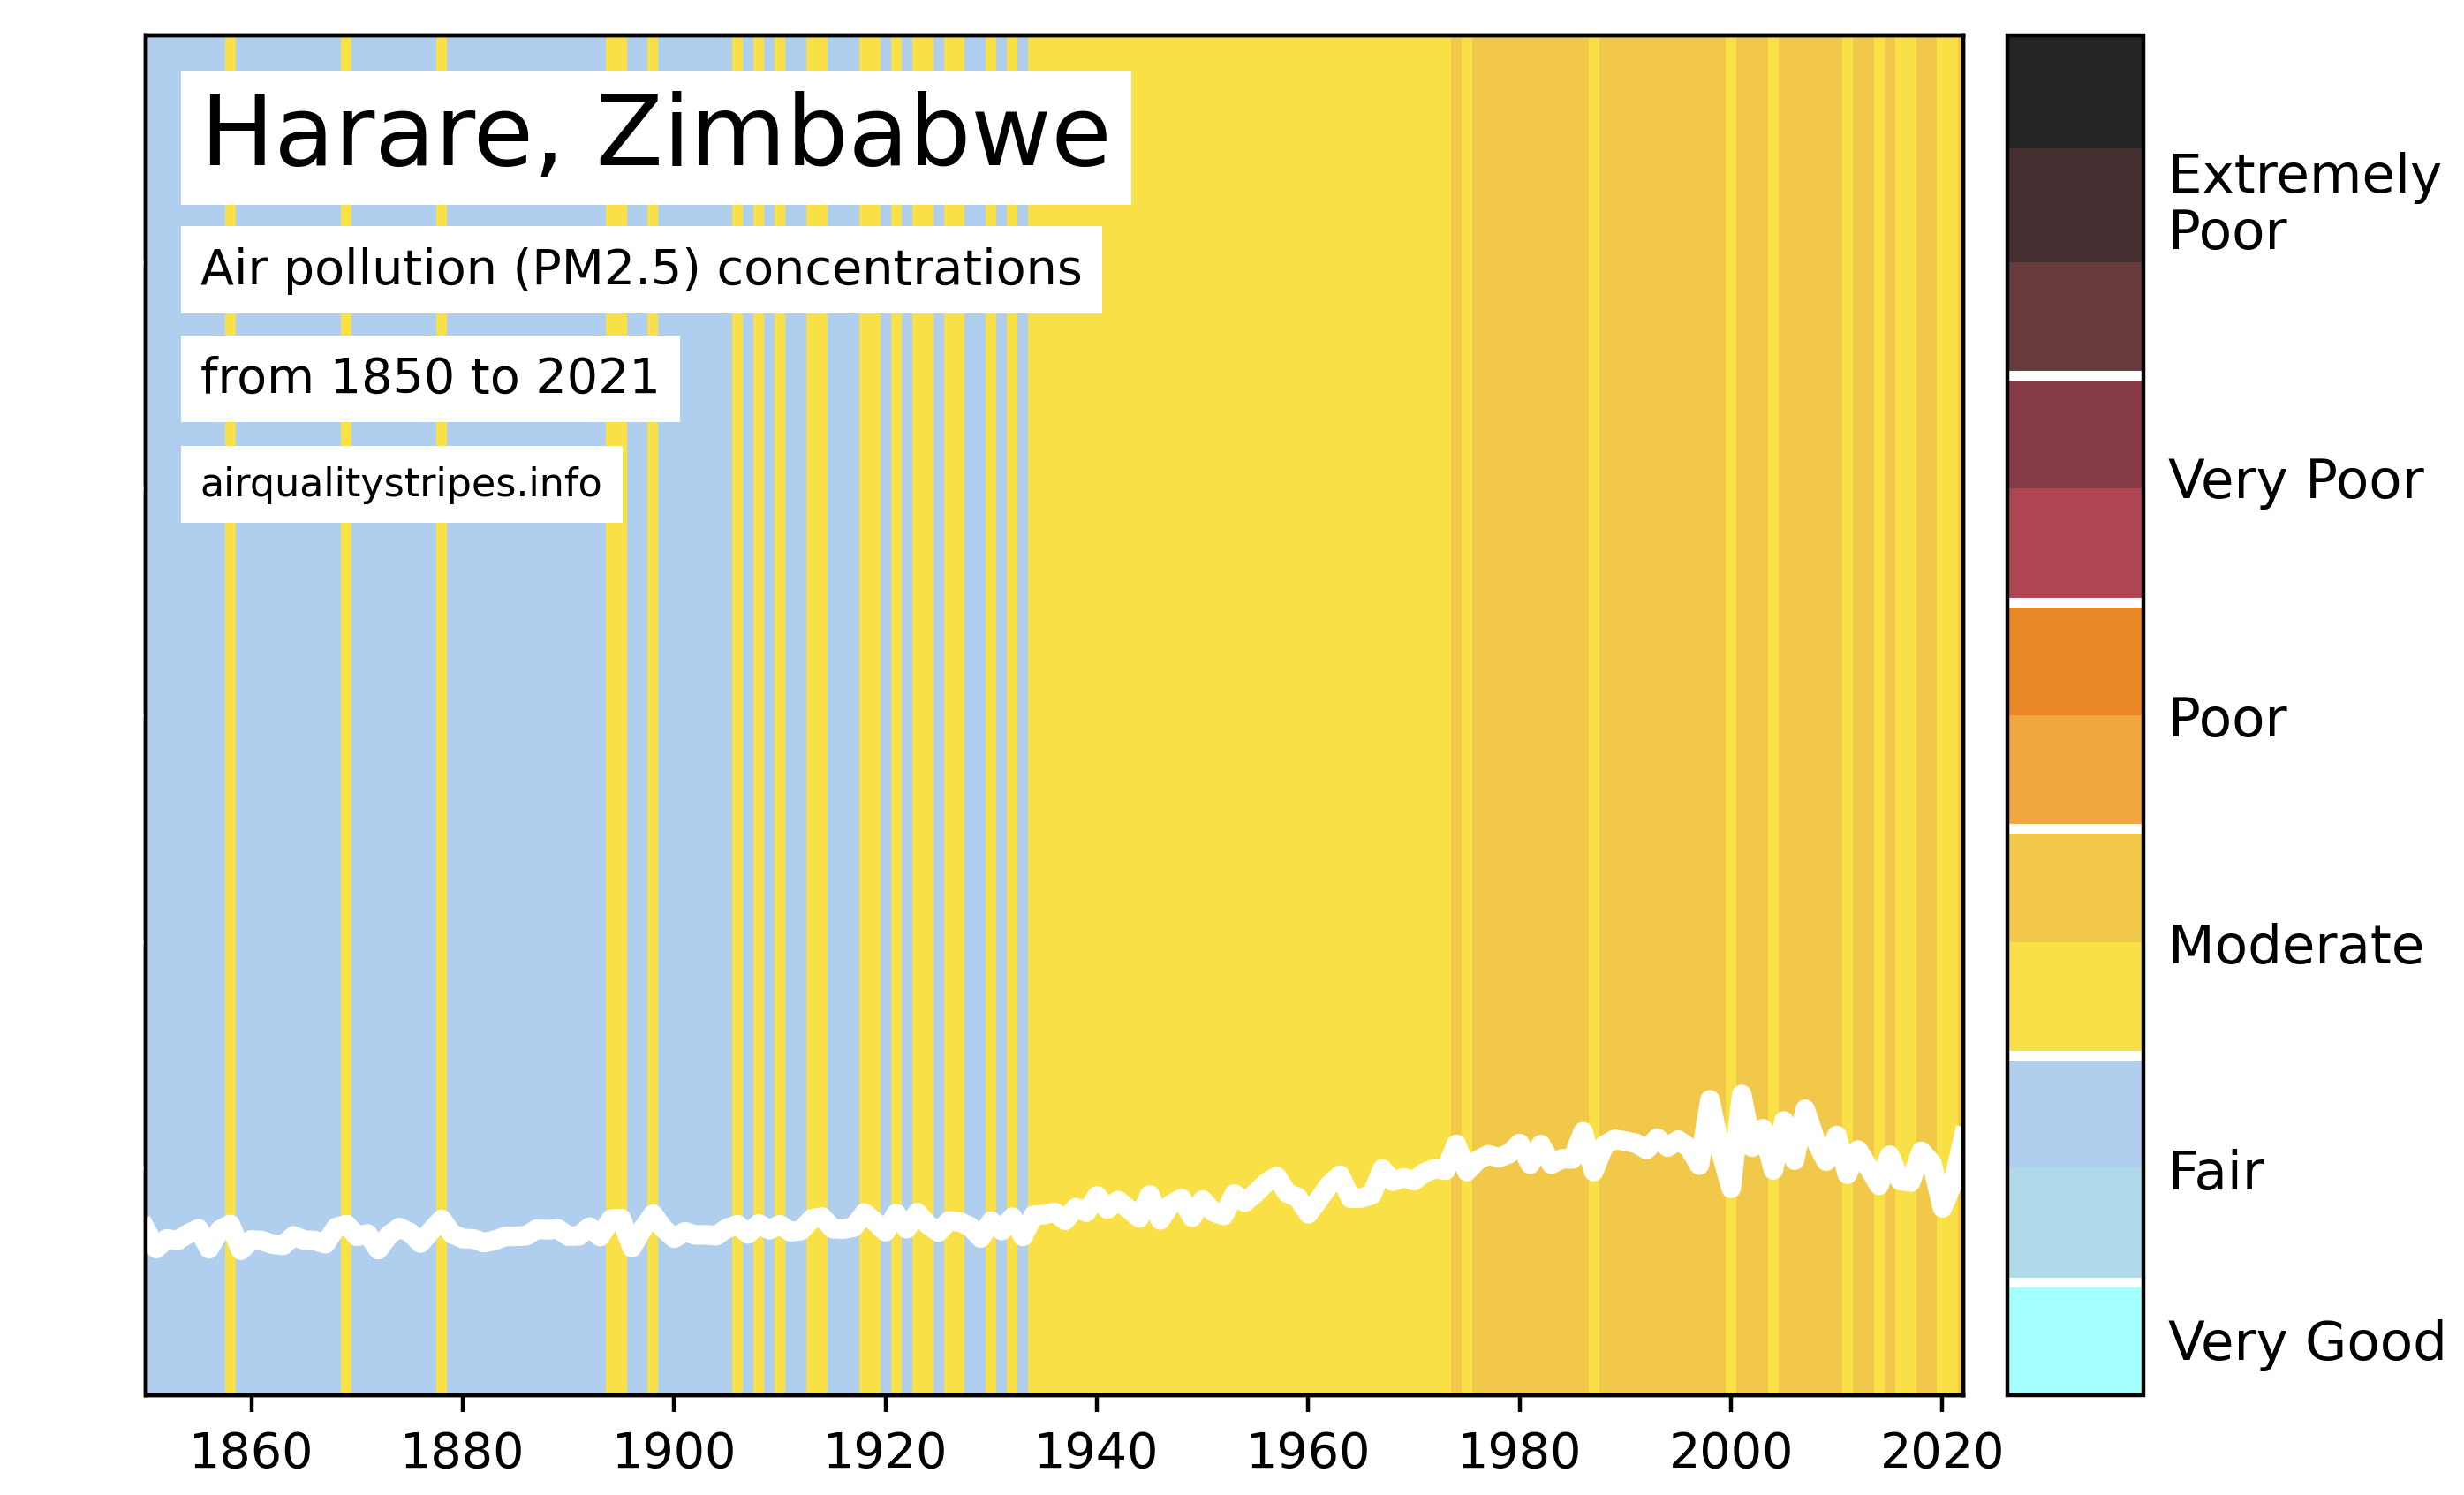 Harare, Zimbabwe
Air pollution (PM2.5) concentrations
from 1850 to 2021
airqualitystripes.info
Extremely
Poor
Very Poor
Poor
Moderate
Fair
Very Good
1860 1880 1900 1920 1940 1960 1980 2000 2020